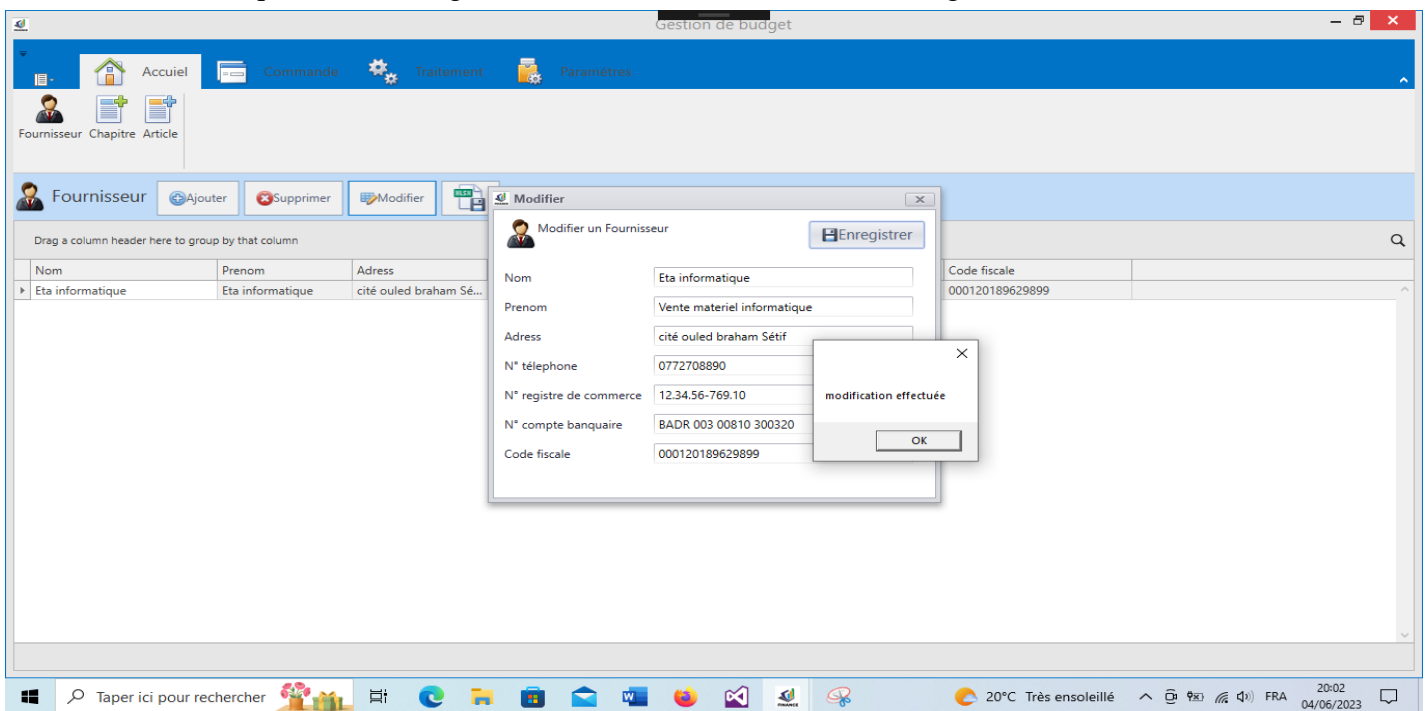 Gestion de budget
Accuiel Commande Traitement Paramétres
Fournisseur Chapitre Article
Fournisseur Ajouter Supprimer Modifier XLSX
Drag a column header here to group by that column
Nom Prenom Adress Code fiscale
Eta informatique Eta informatique cité ouled braham Sé... 000120189629899
Modifier
Modifier un Fournisseur Enregistrer
Nom Eta informatique
Prenom Vente materiel informatique
Adress cité ouled braham Sétif
N° télephone 0772708890
N° registre de commerce 12.34.56-769.10
N° compte banquaire BADR 003 00810 300320
Code fiscale 000120189629899
modification effectuée
OK
Taper ici pour rechercher FINANCE 20°C Très ensoleillé FRA 20:02
04/06/2023